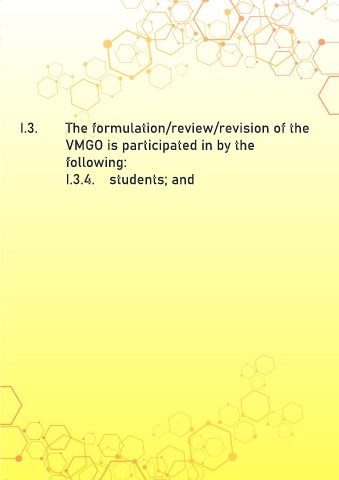 I.3. The formulation/review/revision of the
VMGO is participated in by the
following:
I.3.4. students; and